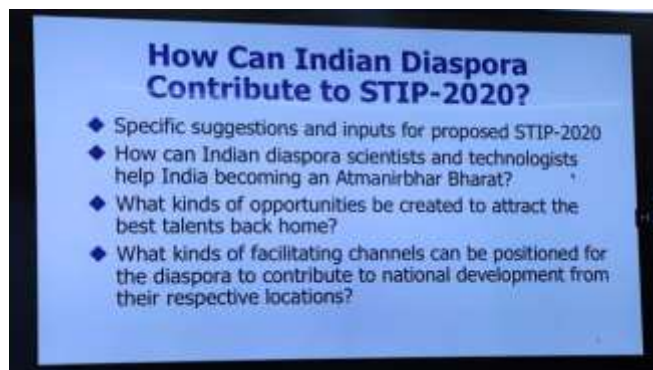 How Can Indian Diaspora
Contribute to STIP-2020?
◆ Specific suggestions and inputs for proposed STIP-2020
◆ How can Indian diaspora scientists and technologists
help India becoming an Atmanirbhar Bharat?
◆ What kinds of opportunities be created to attract the
best talents back home?
◆ What kinds of facilitating channels can be positioned for
the diaspora to contribute to national development from
their respective locations?